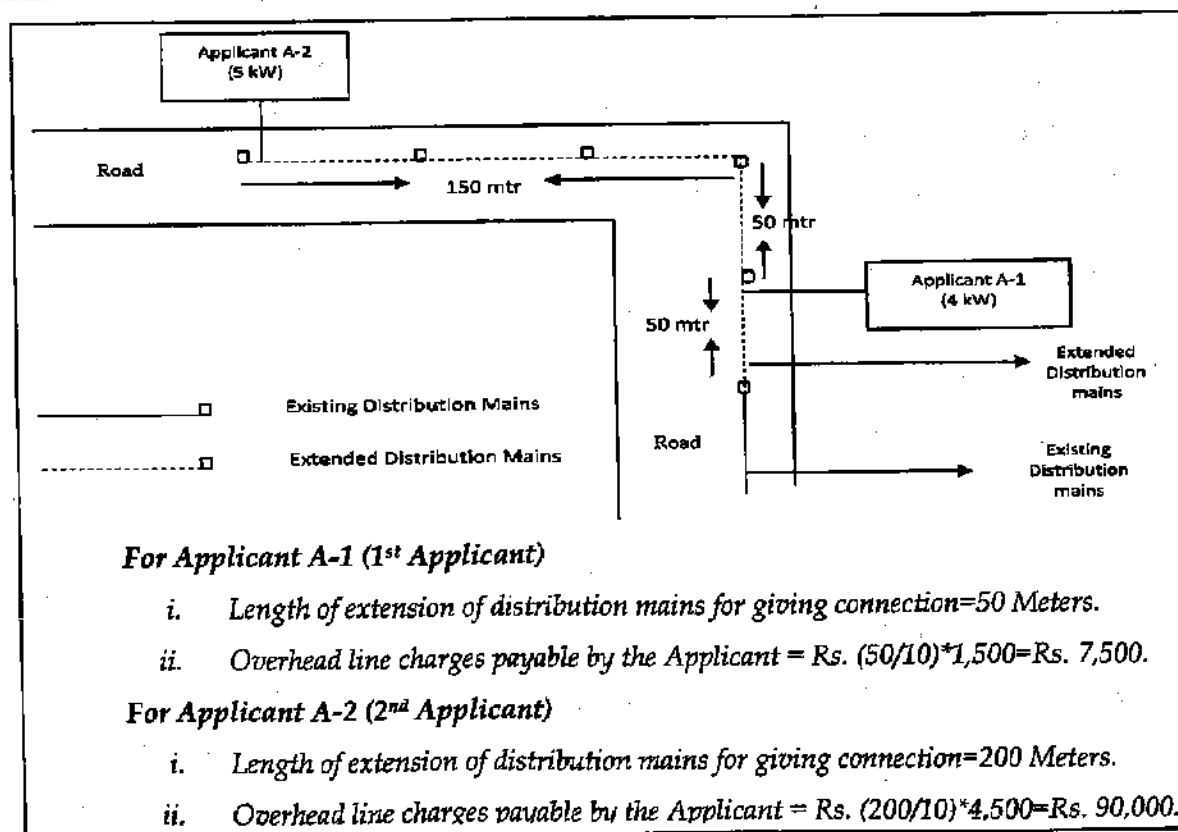 Applicant A-2
(5 kW)
Road
150 mtr
50 mtr
Applicant A-1
(4 kW)
50 mtr
Extended
Distribution
mains
Existing Distribution Mains
Extended Distribution Mains
Road
Existing
Distribution
mains
For Applicant A-1 (1st Applicant)
i. Length of extension of distribution mains for giving connection=50 Meters.
ii. Overhead line charges payable by the Applicant = Rs. (50/10)*1,500=Rs. 7,500.
For Applicant A-2 (2nd Applicant)
i. Length of extension of distribution mains for giving connection=200 Meters.
ii. Overhead line charges payable by the Applicant = Rs. (200/10)*4,500=Rs. 90,000.